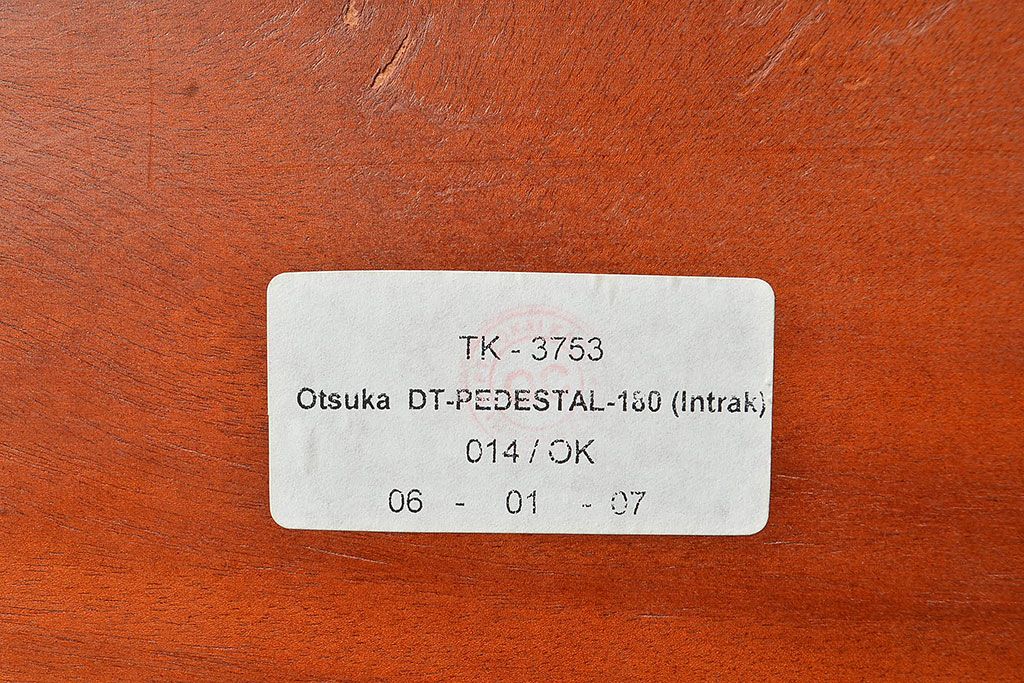 TK - 3753
Otsuka DT-PEDESTAL-180 (Intrak)
014 / OK
06 - 01 - 07